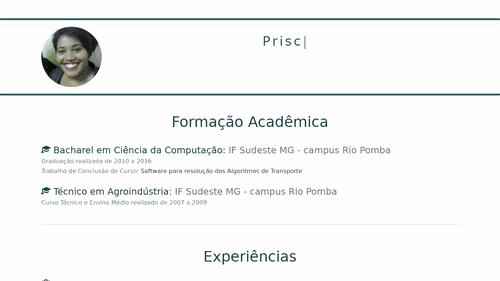 Prisc
Formação Acadêmica
Bacharel em Ciência da Computação: IF Sudeste MG - campus Rio Pomba
Graduação realizada de 2010 a 2016
Trabalho de Conclusão de Curso: Software para resolução dos Algoritmos de Transporte
Técnico em Agroindústria: IF Sudeste MG - campus Rio Pomba
Curso Técnico e Ensino Médio realizado de 2007 a 2009
Experiências